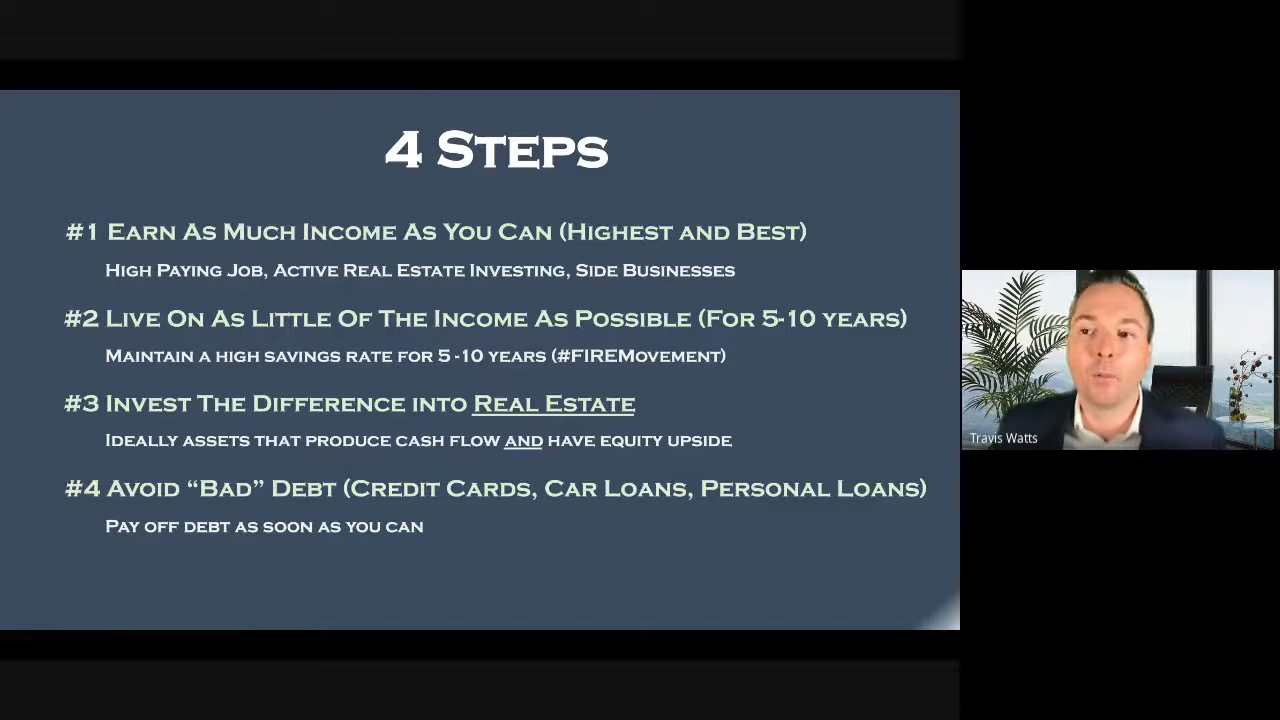 4 Steps
#1 Earn As Much Income As You Can (Highest and Best)
High Paying Job, Active Real Estate Investing, Side Businesses
#2 Live On As Little Of The Income As Possible (For 5-10 years)
Maintain a high savings rate for 5 -10 years (#FIREMovement)
#3 Invest The Difference into Real Estate
Ideally assets that produce cash flow and have equity upside
#4 Avoid “Bad” Debt (Credit Cards, Car Loans, Personal Loans)
Pay off debt as soon as you can
Travis Watts